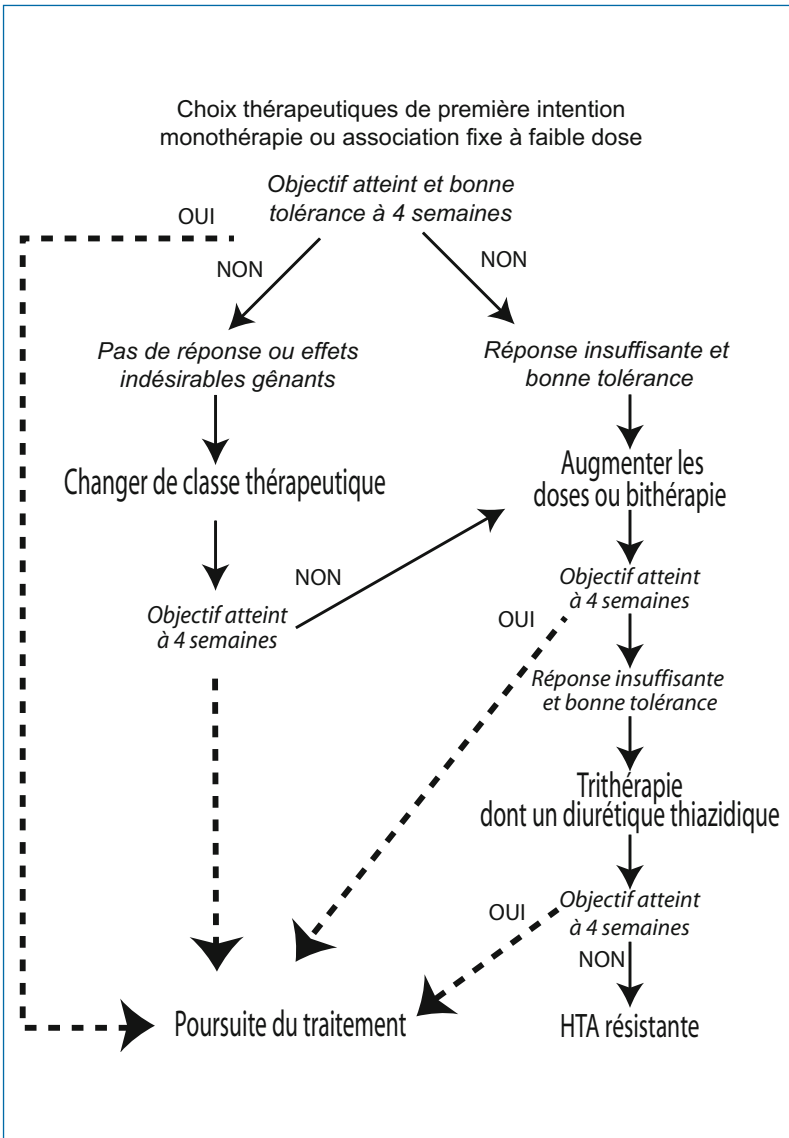 Choix thérapeutiques de première intention
monothérapie ou association fixe à faible dose
Objectif atteint et bonne
tolérance à 4 semaines
OUI
NON
NON
Pas de réponse ou effets
indésirables gênants
Réponse insuffisante et
bonne tolérance
Changer de classe thérapeutique
Augmenter les
doses ou bithérapie
NON
Objectif atteint
à 4 semaines
Objectif atteint
à 4 semaines
OUI
Réponse insuffisante
et bonne tolérance
Trithérapie
dont un diurétique thiazidique
OUI
Objectif atteint
à 4 semaines
NON
Poursuite du traitement
HTA résistante